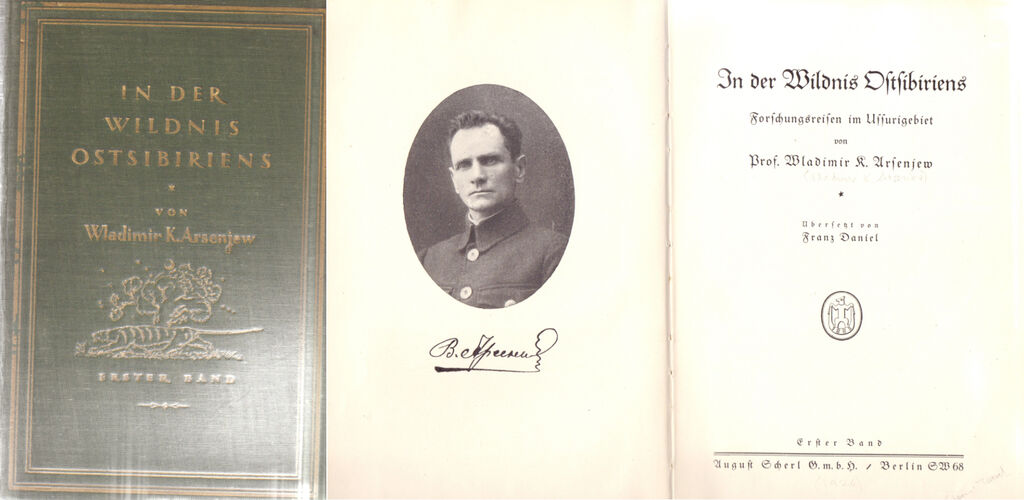 IN DER
WILDNIS
OSTSIBIRIENS
*
VON
Wladimir K. Arsenjew
ERSTER BAND
В. Арсеньев
In der Wildnis Ostsibiriens
Forschungsreisen im Ussurigebiet
von
Prof. Wladimir K. Arsenjew
*
Übersetzt von
Franz Daniel
Erster Band
August Scherl G. m. b. H. / Berlin SW 68